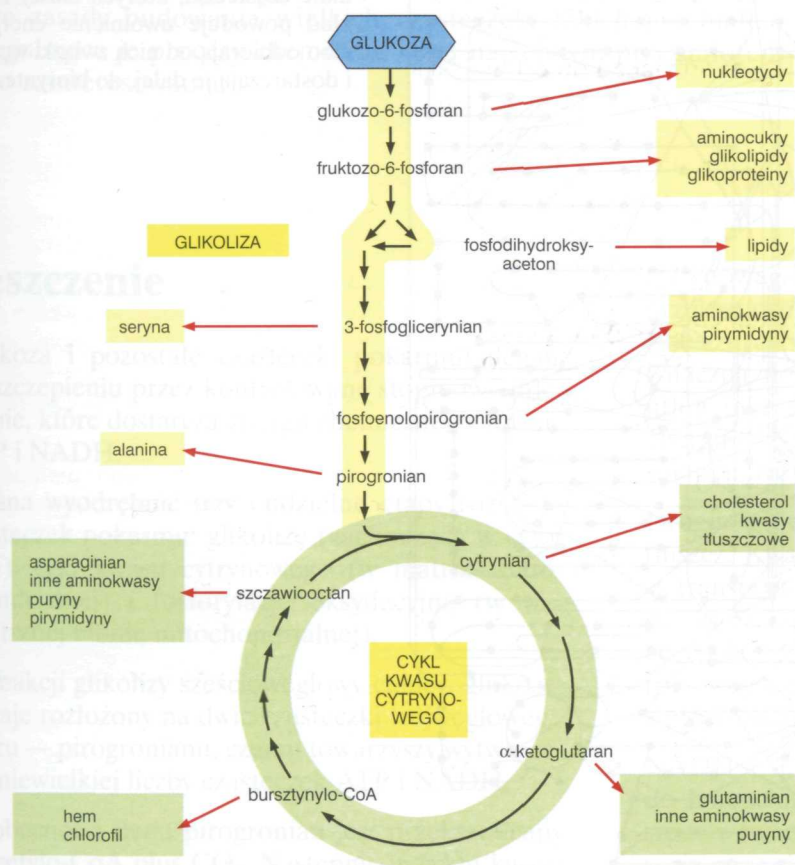 GLUKOZA
glukozo-6-fosforan
nukleotydy
fruktozo-6-fosforan
aminocukry
glikolipidy
glikoproteiny
GLIKOLIZA
fosfodihydroksy-
aceton
lipidy
seryna
3-fosfoglicerynian
aminokwasy
pirymidyny
fosfoenolopirogronian
alanina
pirogronian
cholesterol
kwasy
tłuszczowe
cytrynian
asparaginian
inne aminokwasy
puryny
pirymidyny
szczawiooctan
CYKL
KWASU
CYTRYNO-
WEGO
α-ketoglutaran
bursztynylo-CoA
hem
chlorofil
glutaminian
inne aminokwasy
puryny